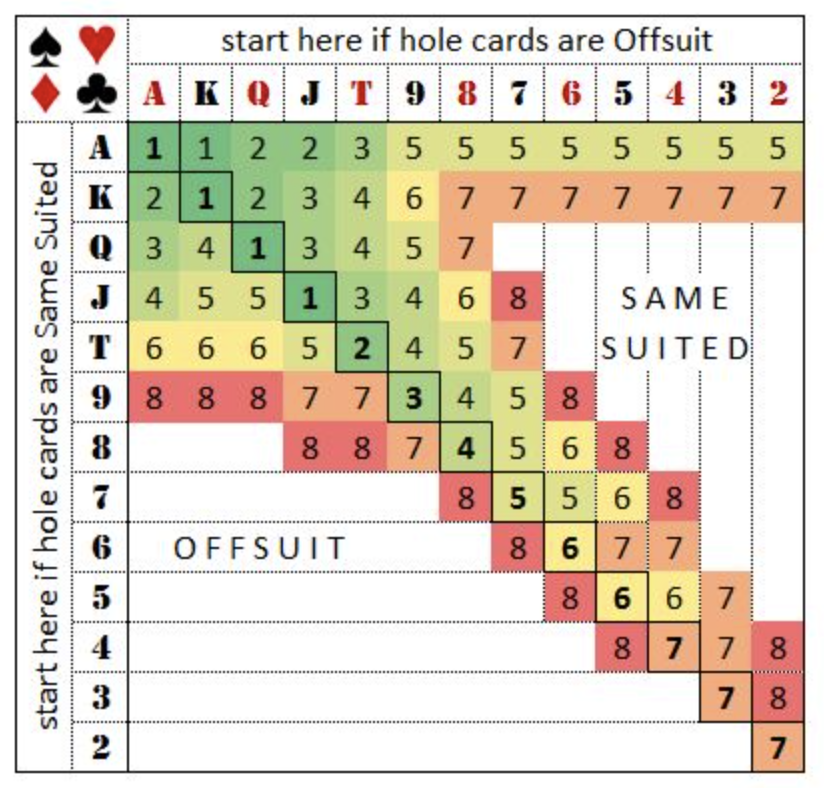 start here if hole cards are Offsuit
A K Q J T 9 8 7 6 5 4 3 2
start here if hole cards are Same Suited
A 1 1 2 2 3 5 5 5 5 5 5 5 5
K 2 1 2 3 4 6 7 7 7 7 7 7 7
Q 3 4 1 3 4 5 7
J 4 5 5 1 3 4 6 8 SAME
T 6 6 6 5 2 4 5 7 SUITED
9 8 8 8 7 7 3 4 5 8
8 8 8 7 4 5 6 8
7 8 5 5 6 8
6 OFFSUIT 8 6 7 7
5 8 6 6 7
4 8 7 7 8
3 7 8
2 7